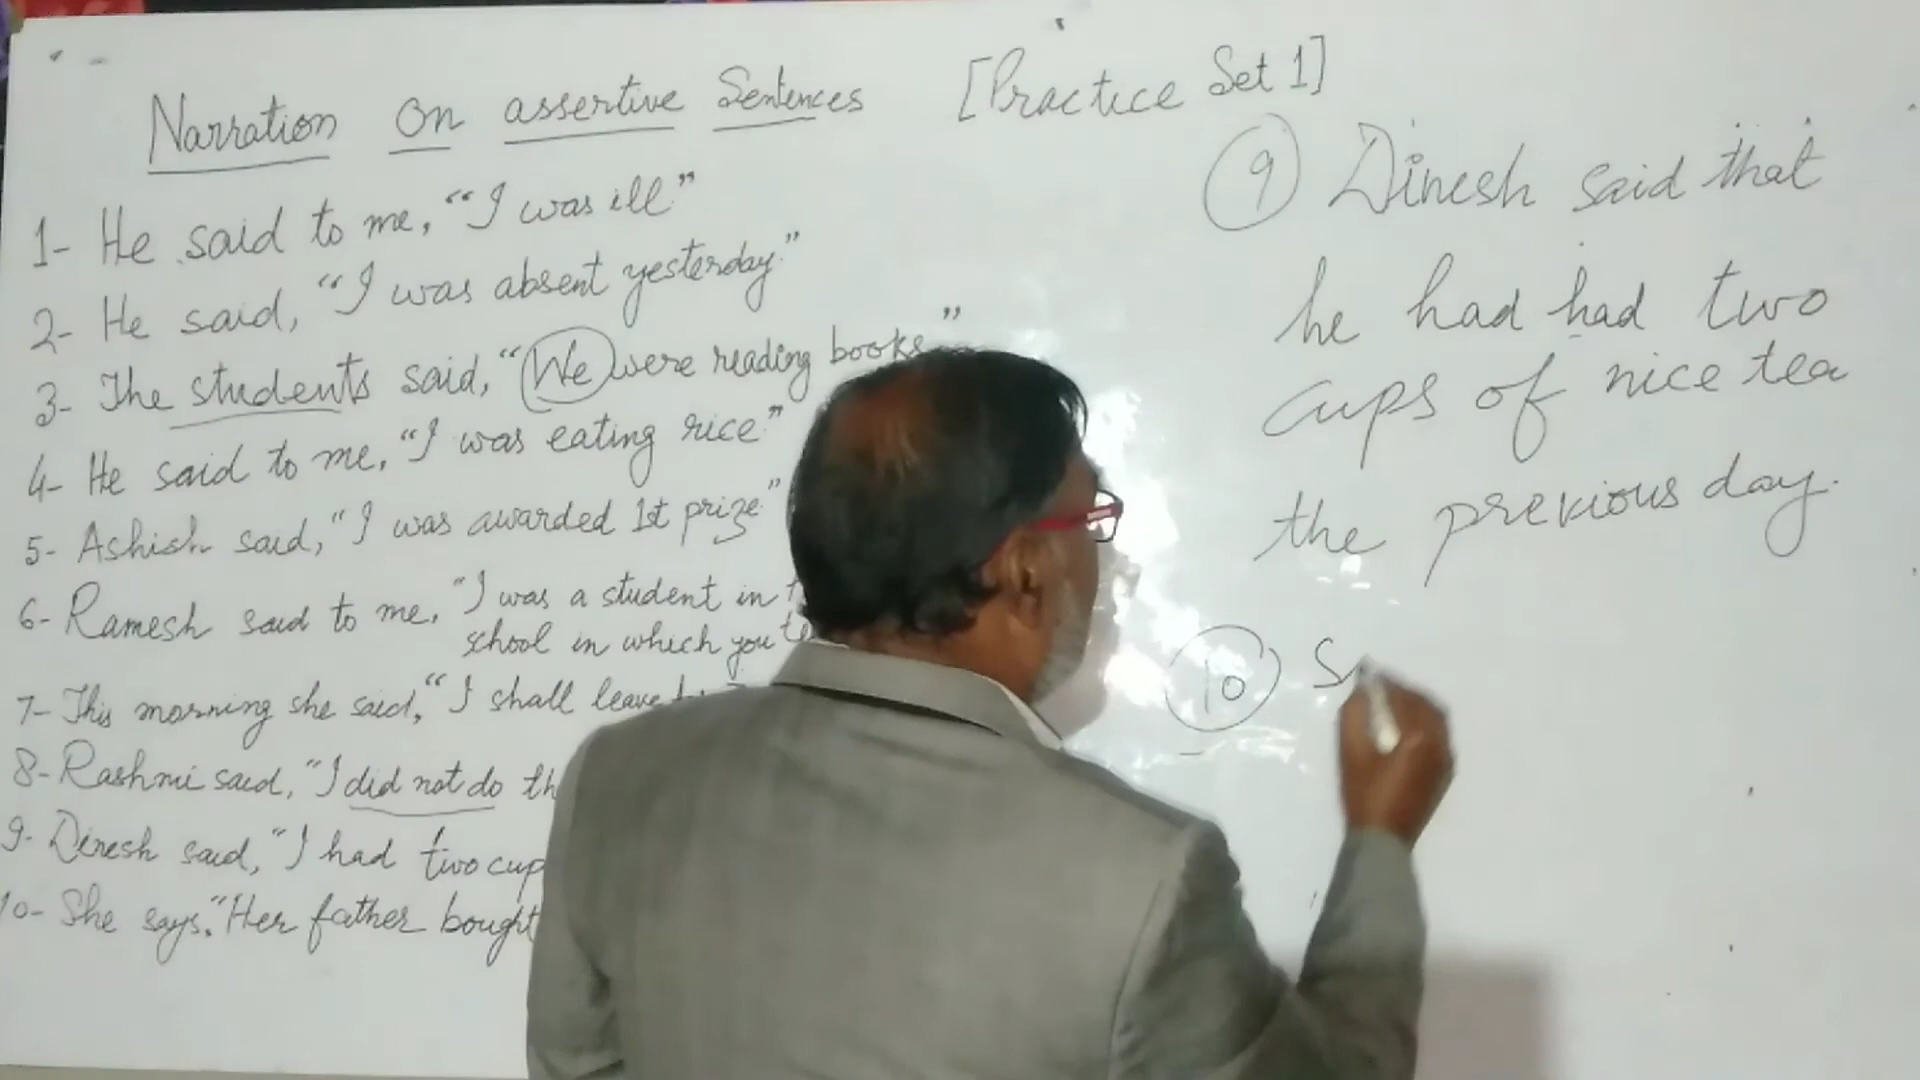 Narration on assertive Sentences [Practice Set 1]
1- He said to me, “I was ill”
2- He said, “I was absent yesterday.”
3- The students said, “We were reading books.”
4- He said to me, “I was eating rice.”
5- Ashish said, “I was awarded 1st prize.”
6- Ramesh said to me, “I was a student in
school in which you
7- This morning she said, “I shall leave
8- Rashmi said, “I did not do
9- Dinesh said, “I had two
10- She says, “Her father bought
9 Dinesh said that
he had had two
cups of nice tea
the previous day.
10